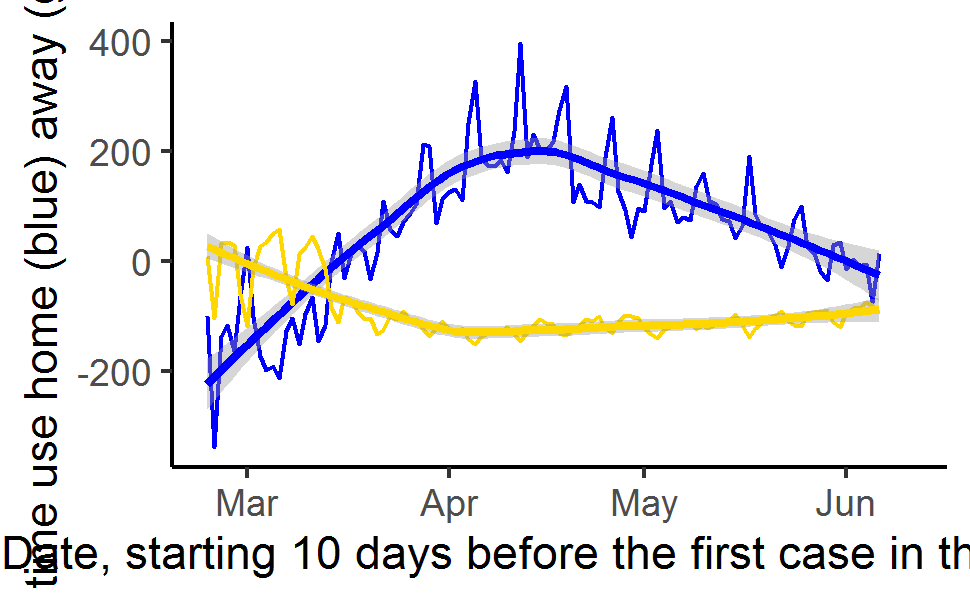 time use home (blue) away (
400
200
0
-200
Mar Apr May Jun
Date, starting 10 days before the first case in th